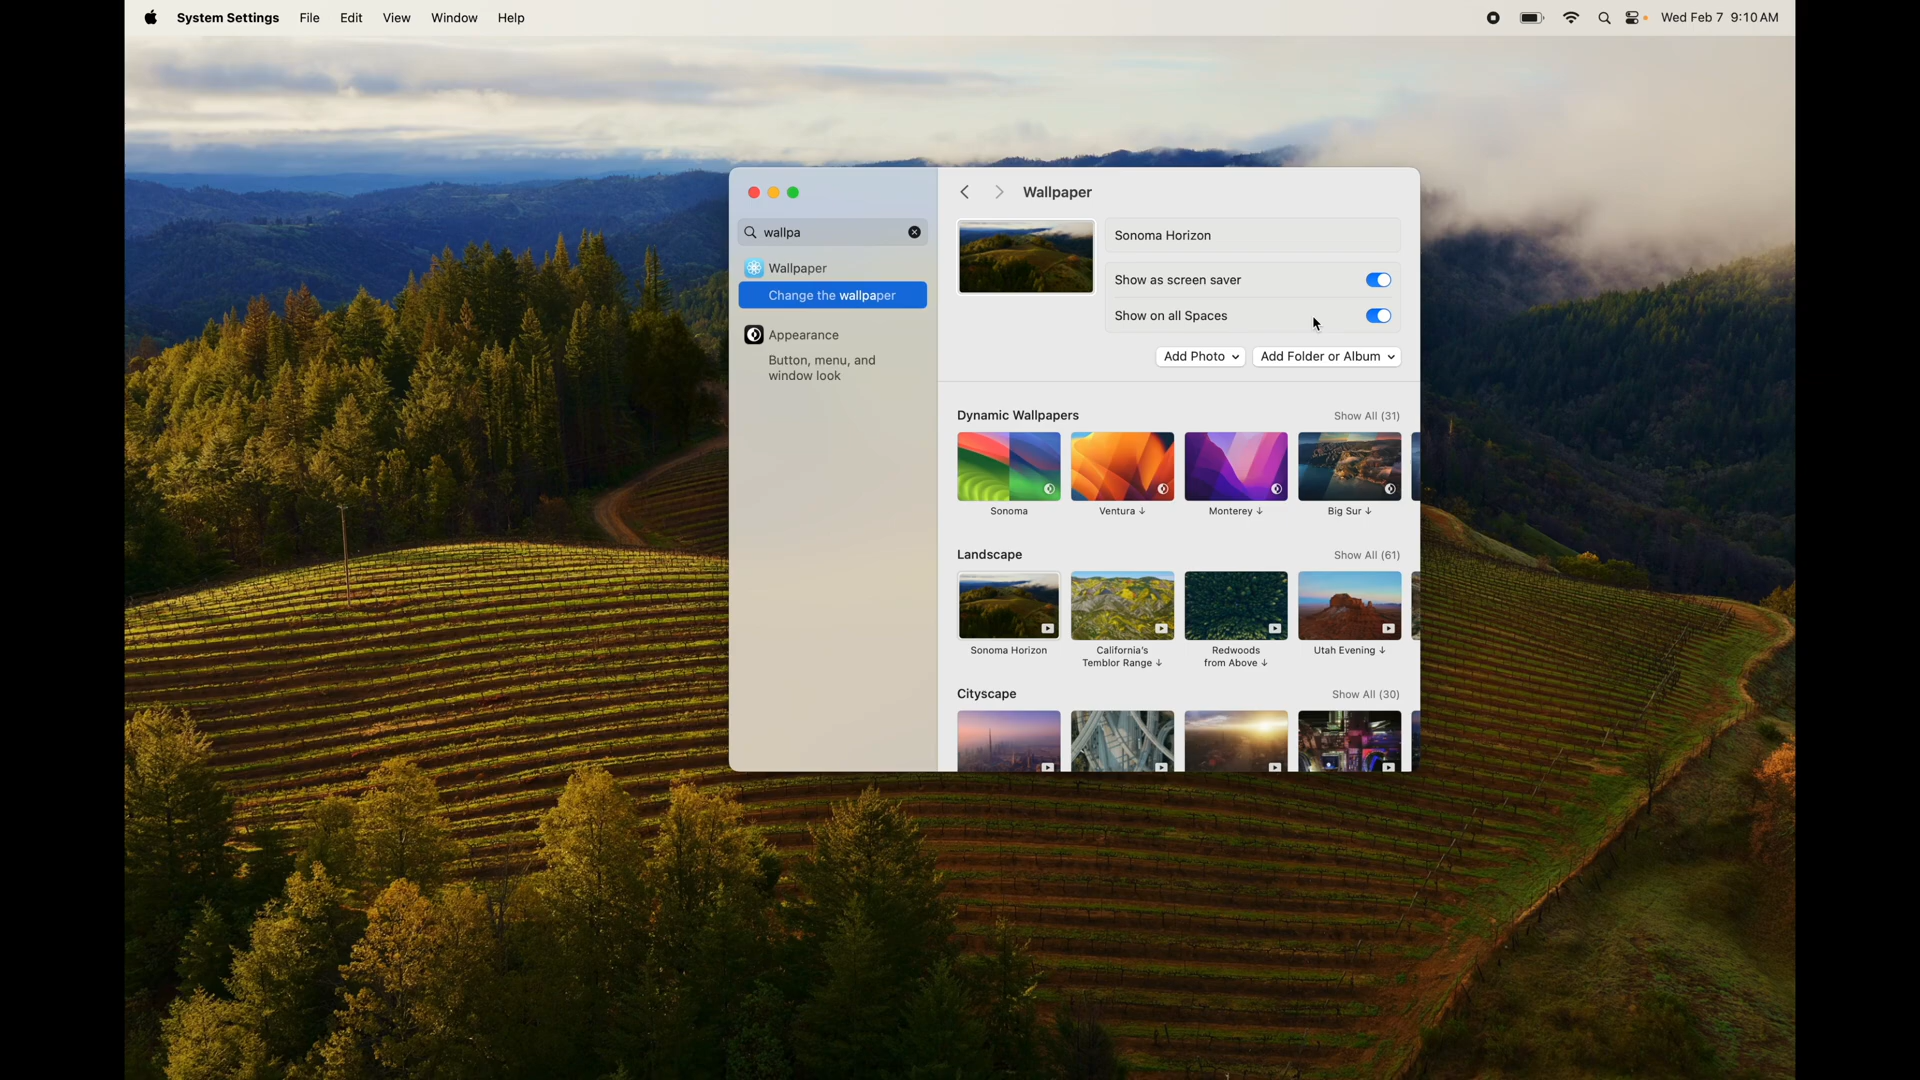 System Settings File Edit View Window Help Wed Feb 7 9:10 AM
Wallpaper
wallpa
Sonoma Horizon
Wallpaper
Show as screen saver
Change the wallpaper
Show on all Spaces
Appearance
Button, menu, and
window look
Add Photo Add Folder or Album
Dynamic Wallpapers Show All (31)
Sonoma Ventura ↓ Monterey ↓ Big Sur ↓
Landscape Show All (61)
Sonoma Horizon California's Redwoods Utah Evening ↓
Temblor Range ↓ from Above ↓
Cityscape Show All (30)